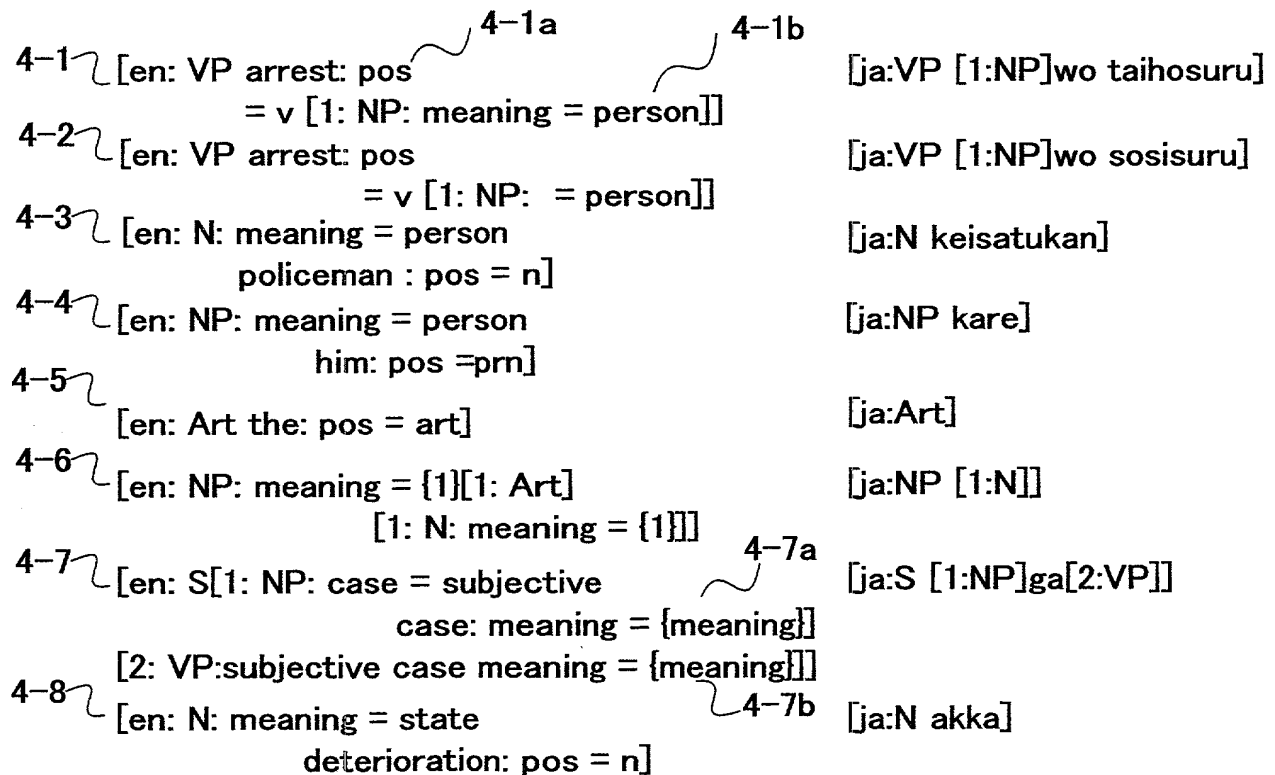 4-1a 4-1b
4-1 [en: VP arrest: pos [ja:VP [1:NP]wo taihosuru]
= v [1: NP: meaning = person]]
4-2 [en: VP arrest: pos [ja:VP [1:NP]wo sosisuru]
= v [1: NP: = person]]
4-3 [en: N: meaning = person [ja:N keisatukan]
policeman : pos = n]
4-4 [en: NP: meaning = person [ja:NP kare]
him: pos =prn]
4-5
[en: Art the: pos = art] [ja:Art]
4-6 [en: NP: meaning = {1}[1: Art] [ja:NP [1:N]]
[1: N: meaning = {1}]]]
4-7a
4-7 [en: S[1: NP: case = subjective [ja:S [1:NP]ga[2:VP]]
case: meaning = {meaning}]
[2: VP:subjective case meaning = {meaning}]]]
4-7b
4-8 [en: N: meaning = state [ja:N akka]
deterioration: pos = n]